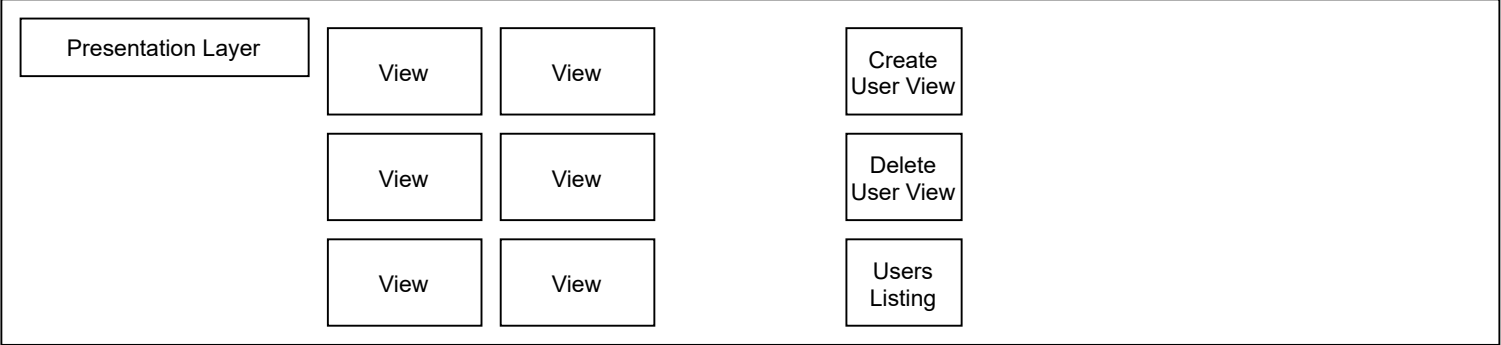 Presentation Layer
View
View
Create
User View
View
View
Delete
User View
View
View
Users
Listing